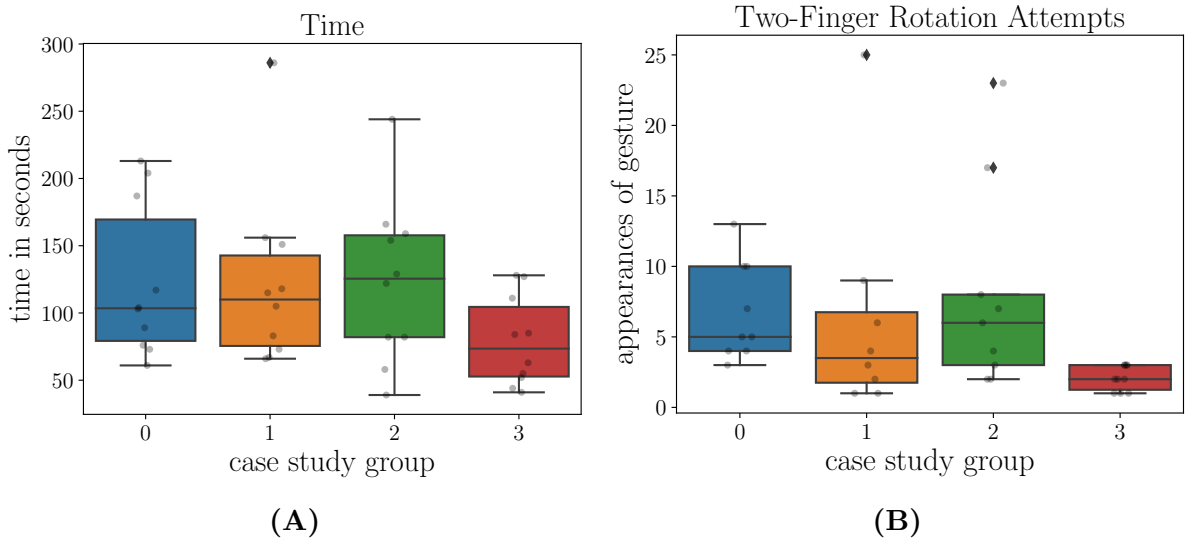 Time
300
250
200
150
100
50
time in seconds
0 1 2 3
case study group
(A)
Two-Finger Rotation Attempts
25
20
15
10
5
0
appearances of gesture
0 1 2 3
case study group
(B)